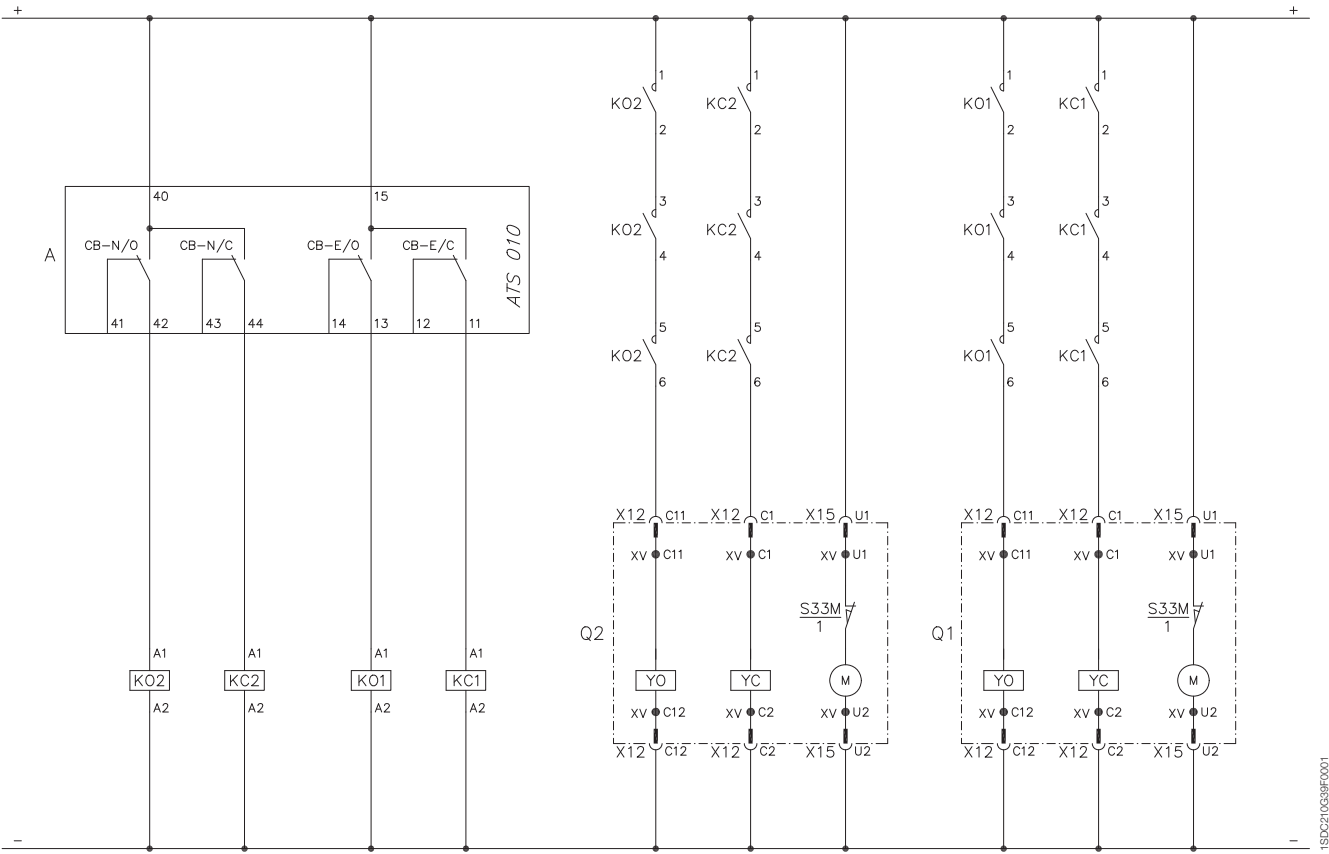 + +
1 1 1 1
KO2 KC2 KO1 KC1
2 2 2 2
40 15
3 3 3 3
KO2 KC2 KO1 KC1
4 4 4 4
A CB-N/O CB-N/C CB-E/O CB-E/C ATS 010
41 42 43 44 14 13 12 11
5 5 5 5
KO2 KC2 KO1 KC1
6 6 6 6
X12 C11 X12 C1 X15 U1 X12 C11 X12 C1 X15 U1
XV C11 XV C1 XV U1 XV C11 XV C1 XV U1
S33M S33M
1 1
Q2 Q1
A1 A1 A1 A1
KO2 KC2 KO1 KC1 YO YC M YO YC M
A2 A2 A2 A2
XV C12 XV C2 XV U2 XV C12 XV C2 XV U2
X12 C12 X12 C2 X15 U2 X12 C12 X12 C2 X15 U2
- -
1SDC210G39F0001